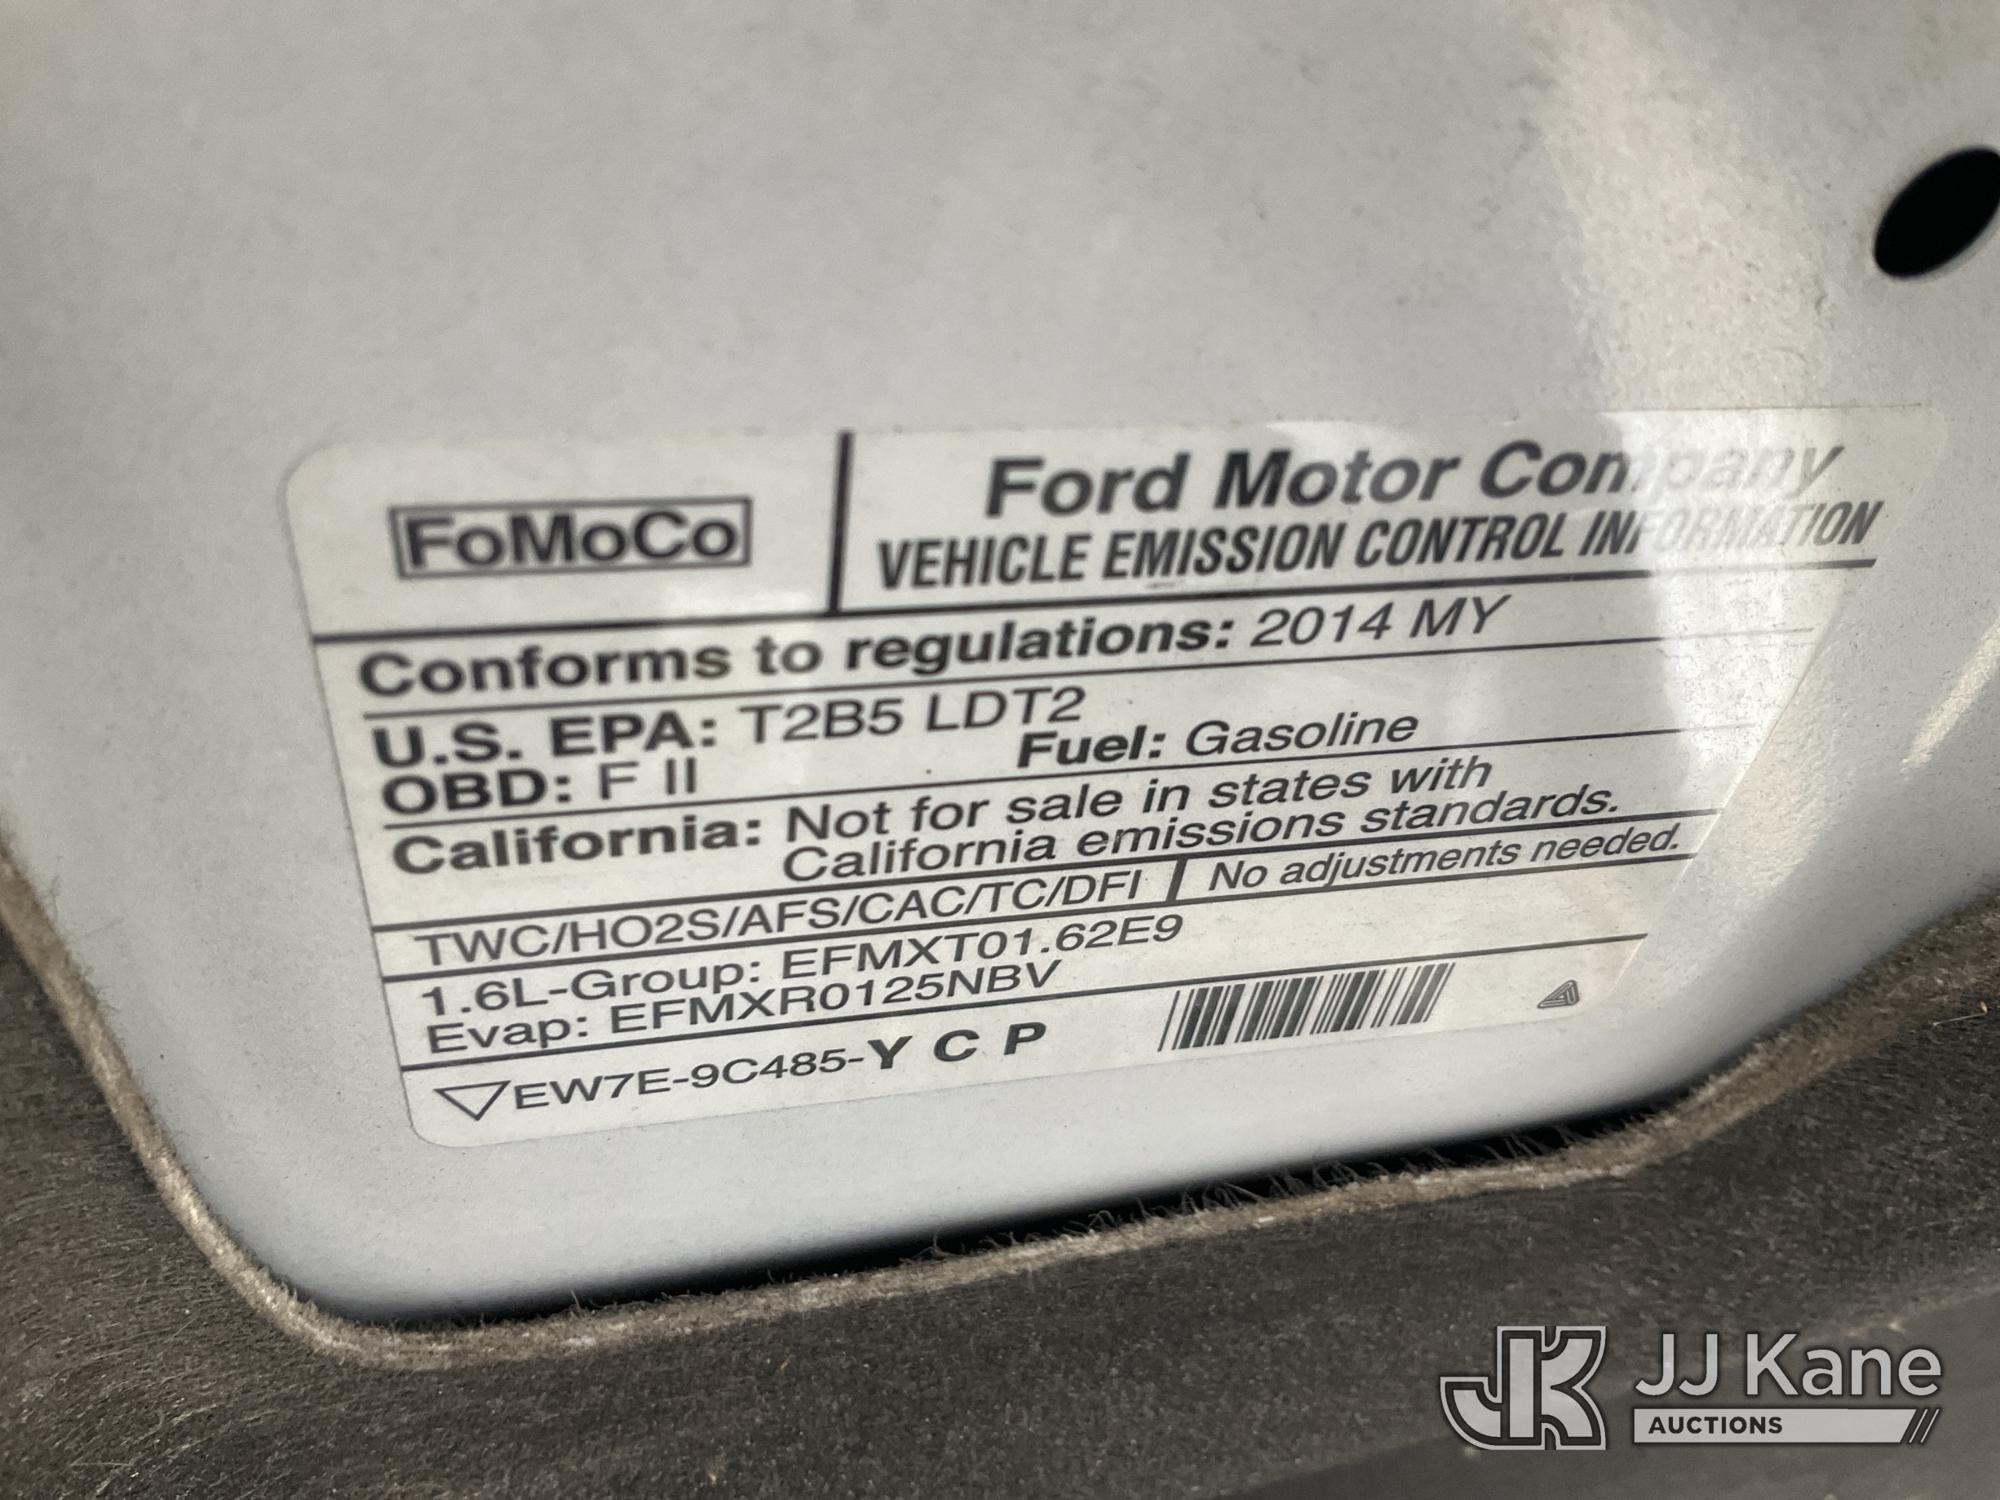 FoMoCo
Ford Motor Company
VEHICLE EMISSION CONTROL INFORMATION
Conforms to regulations: 2014 MY
U.S. EPA: T2B5 LDT2
OBD: F II Fuel: Gasoline
California: Not for sale in states with
California emissions standards.
TWC/HO2S/AFS/CAC/TC/DFI No adjustments needed.
1.6L-Group: EFMXT01.62E9
Evap: EFMXR0125NBV
EW7E-9C485-Y C P
JK JJ Kane
AUCTIONS